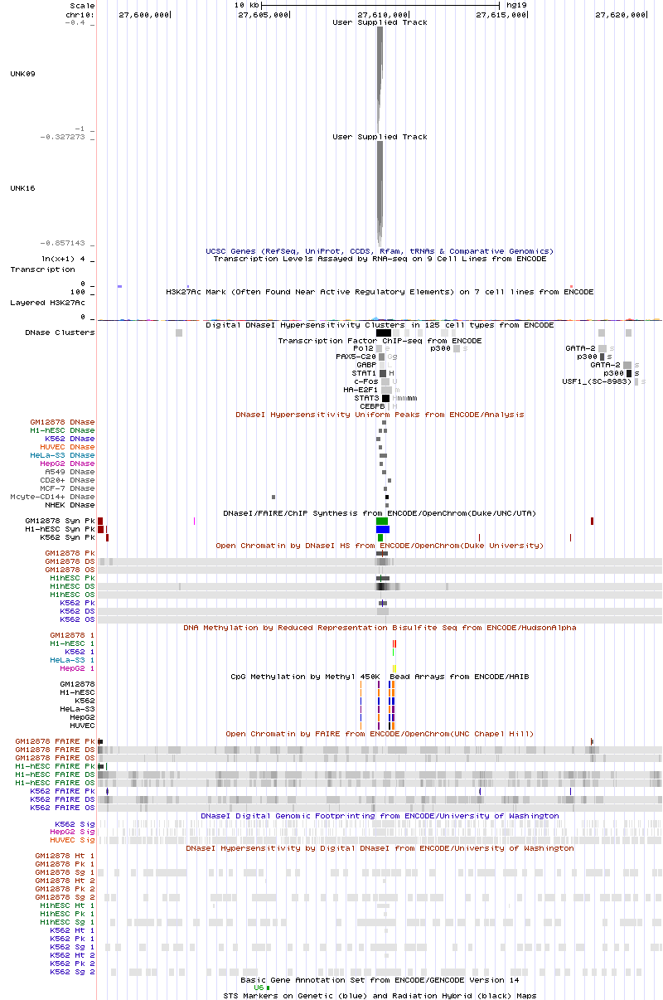 Scale 10 kb hg19
chr10: 27,600,000 27,605,000 27,610,000 27,615,000 27,620,000
-0.4 _ User Supplied Track
UNK09
-1 _
-0.327273 _ User Supplied Track
UNK16
-0.857143 _
UCSC Genes (RefSeq, UniProt, CCDS, Rfam, tRNAs & Comparative Genomics)
Transcription Levels Assayed by RNA-seq on 9 Cell Lines from ENCODE
ln(x+1) 4 _
Transcription
0 _
H3K27Ac Mark (Often Found Near Active Regulatory Elements) on 7 cell lines from ENCODE
100 _
Layered H3K27Ac
0 _
Digital DNaseI Hypersensitivity Clusters in 125 cell types from ENCODE
DNase Clusters
Transcription Factor ChIP-seq from ENCODE
Pol2 e p300 s GATA-2 s
PAX5-C20 Gg p300 s
GABP L GATA-2 s
STAT1 H p300 s
c-Fos U USF1_(SC-8983) s
HA-E2F1 m
STAT3 Hmmmm
CEBPB H
DNaseI Hypersensitivity Uniform Peaks from ENCODE/Analysis
GM12878 DNase
H1-hESC DNase
K562 DNase
HUVEC DNase
HeLa-S3 DNase
HepG2 DNase
A549 DNase
CD20+ DNase
MCF-7 DNase
Mcyte-CD14+ DNase
NHEK DNase
DNaseI/FAIRE/ChIP Synthesis from ENCODE/OpenChrom(Duke/UNC/UTA)
GM12878 Syn Pk
H1-hESC Syn Pk
K562 Syn Pk
Open Chromatin by DNaseI HS from ENCODE/OpenChrom(Duke University)
GM12878 Pk
GM12878 DS
GM12878 OS
H1hESC Pk
H1hESC DS
H1hESC OS
K562 Pk
K562 DS
K562 OS
DNA Methylation by Reduced Representation Bisulfite Seq from ENCODE/HudsonAlpha
GM12878 1
H1-hESC 1
K562 1
HeLa-S3 1
HepG2 1
CpG Methylation by Methyl 450K Bead Arrays from ENCODE/HAIB
GM12878
H1-hESC
K562
HeLa-S3
HepG2
HUVEC
Open Chromatin by FAIRE from ENCODE/OpenChrom(UNC Chapel Hill)
GM12878 FAIRE Pk
GM12878 FAIRE DS
GM12878 FAIRE OS
H1-hESC FAIRE Pk
H1-hESC FAIRE DS
H1-hESC FAIRE OS
K562 FAIRE Pk
K562 FAIRE DS
K562 FAIRE OS
DNaseI Digital Genomic Footprinting from ENCODE/University of Washington
K562 Sig
HepG2 Sig
HUVEC Sig
DNaseI Hypersensitivity by Digital DNaseI from ENCODE/University of Washington
GM12878 Ht 1
GM12878 Pk 1
GM12878 Sg 1
GM12878 Ht 2
GM12878 Pk 2
GM12878 Sg 2
H1hESC Ht 1
H1hESC Pk 1
H1hESC Sg 1
K562 Ht 1
K562 Pk 1
K562 Sg 1
K562 Ht 2
K562 Pk 2
K562 Sg 2
Basic Gene Annotation Set from ENCODE/GENCODE Version 14
U6
STS Markers on Genetic (blue) and Radiation Hybrid (black) Maps